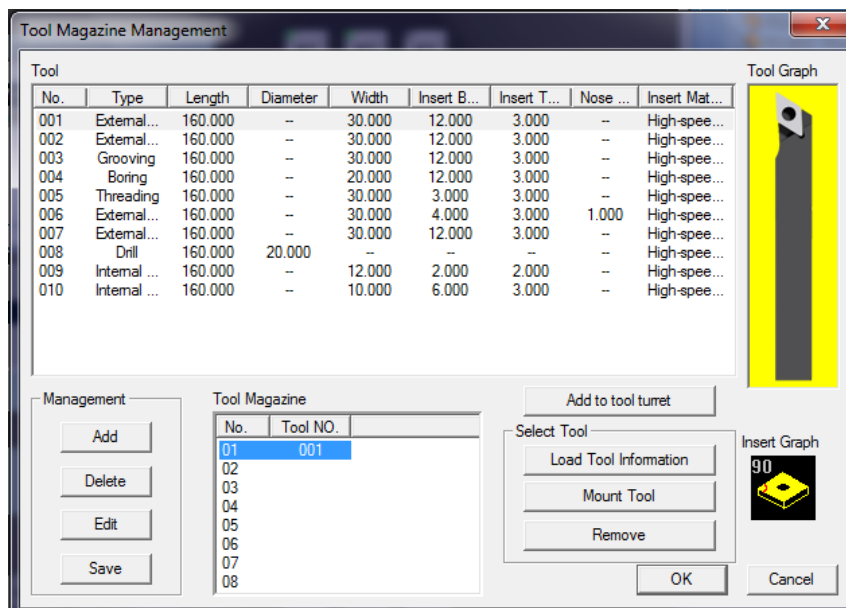 Tool Magazine Management
Tool
Tool Graph
No. Type Length Diameter Width Insert B... Insert T... Nose ... Insert Mat...
001 External... 160.000 -- 30.000 12.000 3.000 -- High-spee...
002 External... 160.000 -- 30.000 12.000 3.000 -- High-spee...
003 Grooving 160.000 -- 30.000 12.000 3.000 -- High-spee...
004 Boring 160.000 -- 20.000 12.000 3.000 -- High-spee...
005 Threading 160.000 -- 30.000 3.000 3.000 -- High-spee...
006 External... 160.000 -- 30.000 4.000 3.000 1.000 High-spee...
007 External... 160.000 -- 30.000 12.000 3.000 -- High-spee...
008 Drill 160.000 20.000 -- -- -- -- High-spee...
009 Internal ... 160.000 -- 12.000 2.000 2.000 -- High-spee...
010 Internal ... 160.000 -- 10.000 6.000 3.000 -- High-spee...
Management
Add
Delete
Edit
Save
Tool Magazine
No. Tool NO.
01 001
02
03
04
05
06
07
08
Add to tool turret
Select Tool
Load Tool Information
Mount Tool
Remove
Insert Graph
90
OK
Cancel